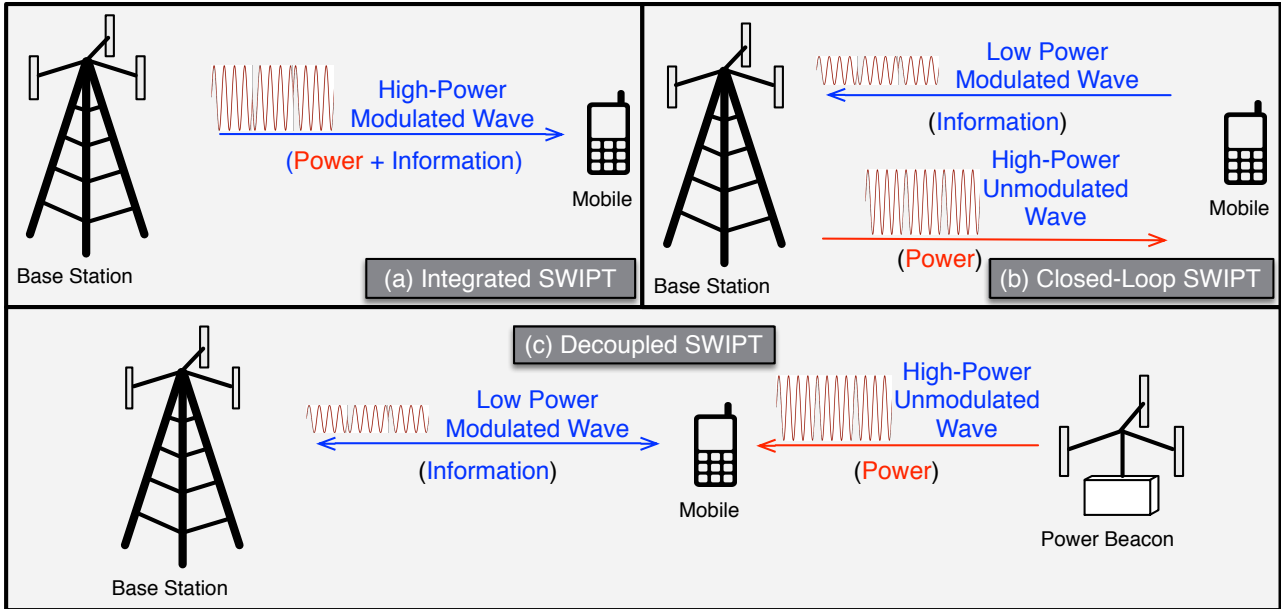 High-Power
Modulated Wave
(Power + Information)
Mobile
Base Station
(a) Integrated SWIPT
Low Power
Modulated Wave
(Information)
High-Power
Unmodulated
Wave
(Power)
Mobile
Base Station
(b) Closed-Loop SWIPT
(c) Decoupled SWIPT
Low Power
Modulated Wave
(Information)
Mobile
High-Power
Unmodulated
Wave
(Power)
Power Beacon
Base Station